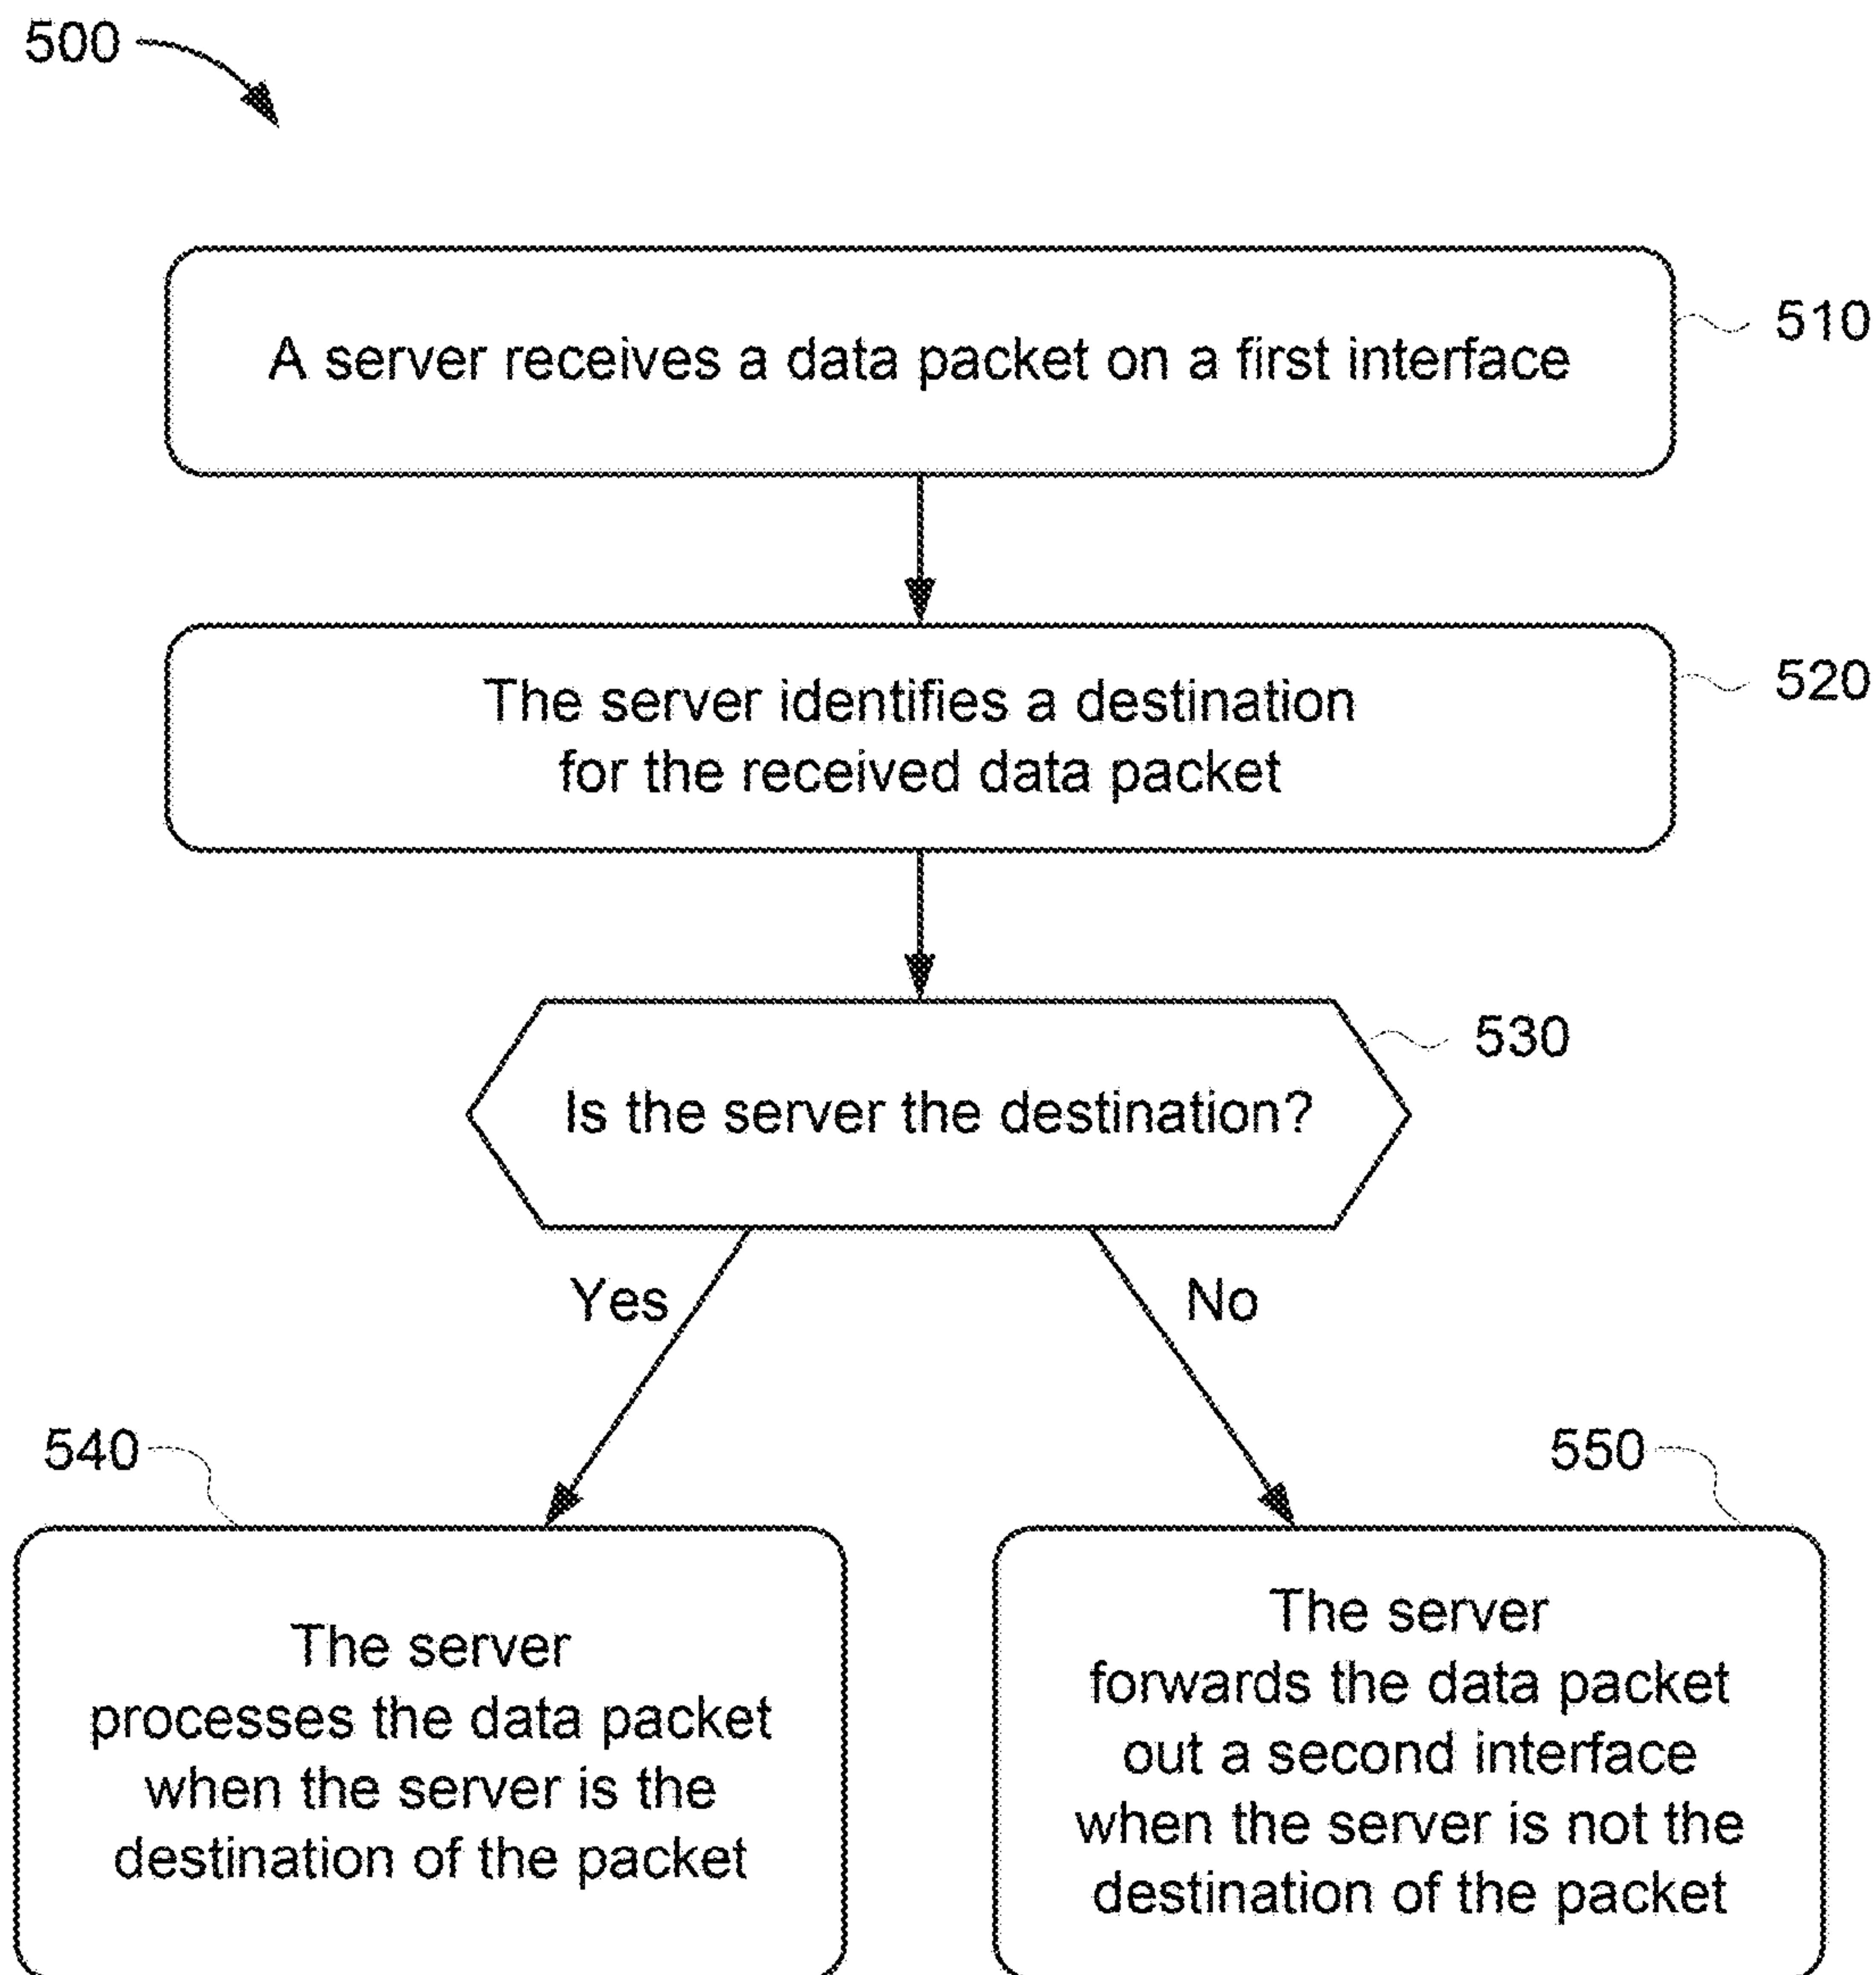 500
A server receives a data packet on a first interface
510
The server identifies a destination
for the received data packet
520
530
Is the server the destination?
Yes
No
540
The server
processes the data packet
when the server is the
destination of the packet
550
The server
forwards the data packet
out a second interface
when the server is not the
destination of the packet